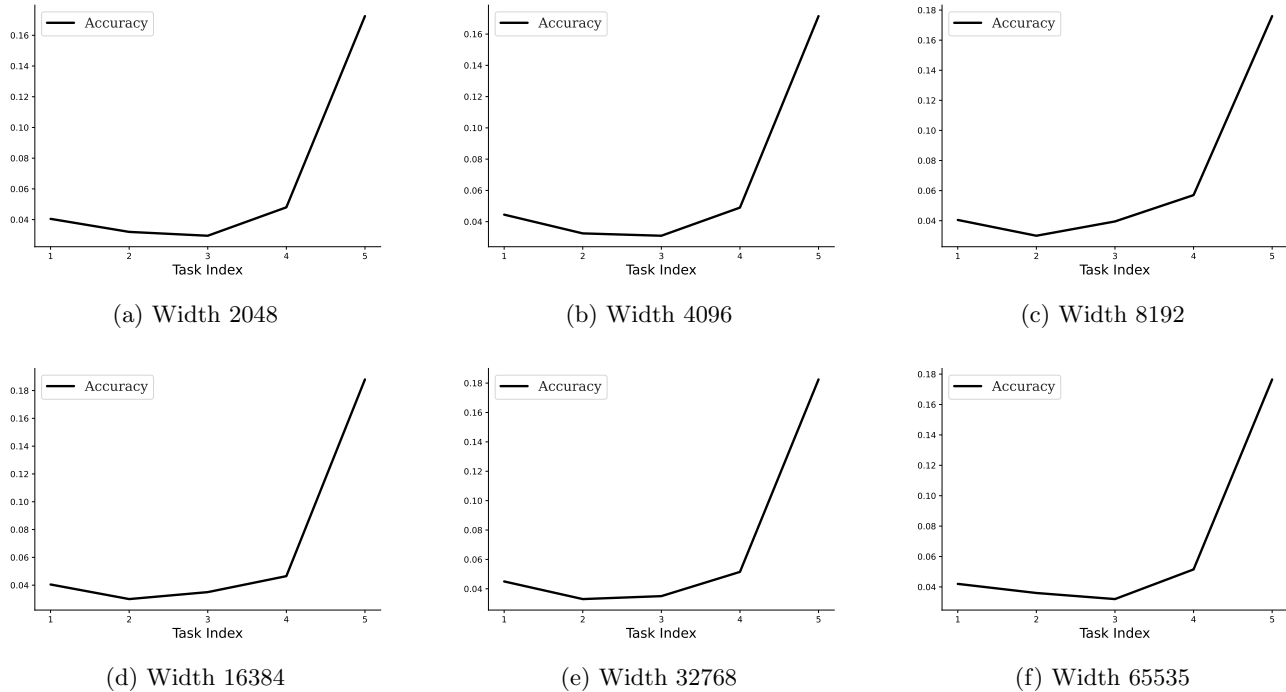 Accuracy
0.16
0.14
0.12
0.10
0.08
0.06
0.04
1 2 3 4 5
Task Index
(a) Width 2048
Accuracy
0.16
0.14
0.12
0.10
0.08
0.06
0.04
1 2 3 4 5
Task Index
(b) Width 4096
Accuracy
0.18
0.16
0.14
0.12
0.10
0.08
0.06
0.04
1 2 3 4 5
Task Index
(c) Width 8192
Accuracy
0.18
0.16
0.14
0.12
0.10
0.08
0.06
0.04
1 2 3 4 5
Task Index
(d) Width 16384
Accuracy
0.18
0.16
0.14
0.12
0.10
0.08
0.06
0.04
1 2 3 4 5
Task Index
(e) Width 32768
Accuracy
0.18
0.16
0.14
0.12
0.10
0.08
0.06
0.04
1 2 3 4 5
Task Index
(f) Width 65535